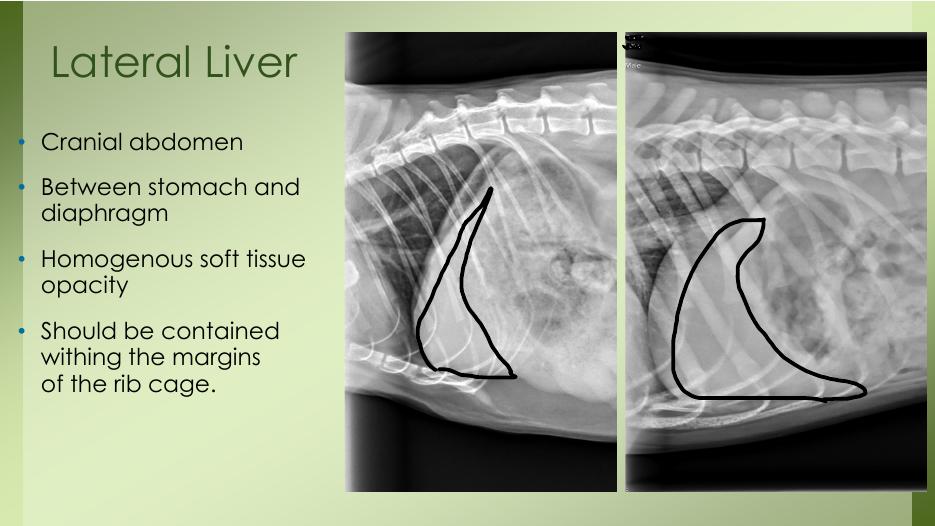 Lateral Liver
• Cranial abdomen
• Between stomach and
diaphragm
• Homogenous soft tissue
opacity
• Should be contained
withing the margins
of the rib cage.
Male